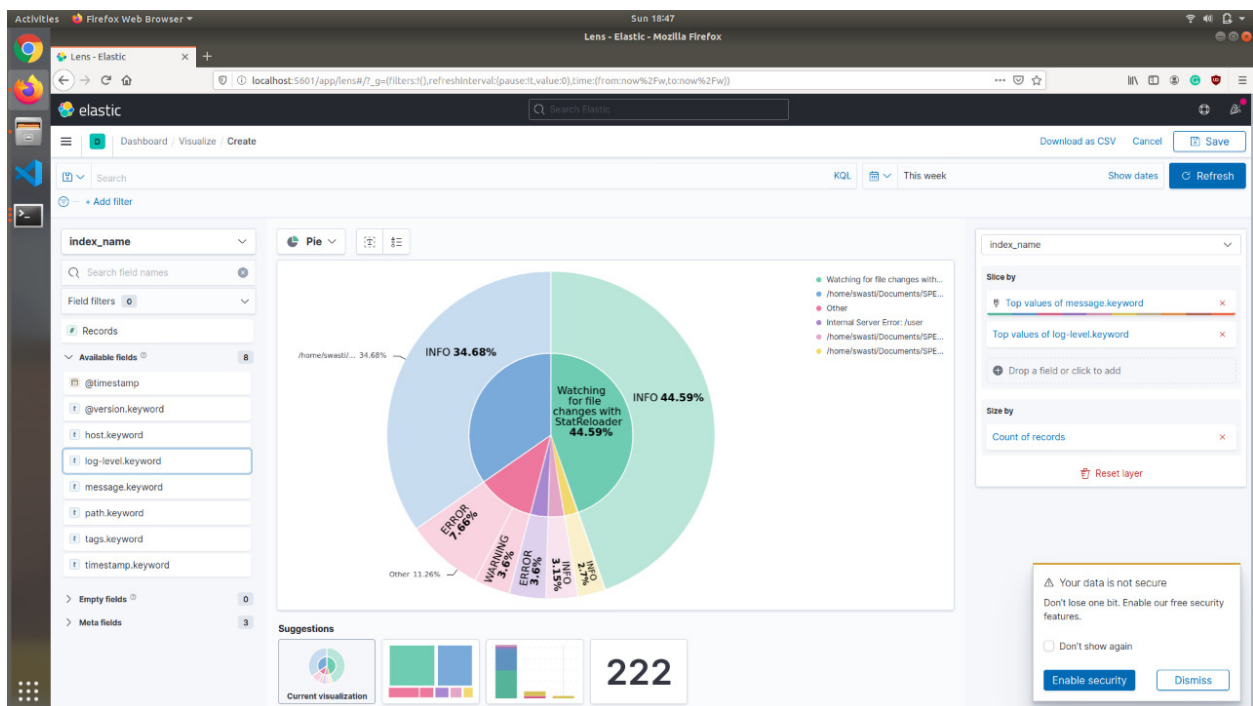 Activities Firefox Web Browser Sun 18:47
Lens - Elastic - Mozilla Firefox
Lens - Elastic
localhost:5601/app/lens#/?_g=(filters:!(),refreshInterval:(pause:!t,value:0),time:(from:now%2Fw,to:now%2Fw))
elastic Search Elastic
D Dashboard / Visualize / Create Download as CSV Cancel Save
Search KQL This week Show dates Refresh
+ Add filter
index_name
Search field names
Field filters 0
# Records
Available fields 8
@timestamp
t @version.keyword
t host.keyword
t log-level.keyword
t message.keyword
t path.keyword
t tags.keyword
t timestamp.keyword
Empty fields 0
Meta fields 3
Pie
/home/swasti/... 34.68%
INFO 34.68%
Watching
for file
changes with
StatReloader
44.59%
INFO 44.59%
Other 11.26%
ERROR
7.66%
WARNING
3.6%
ERROR
3.6%
INFO
3.15%
INFO
2.7%
Watching for file changes with...
/home/swasti/Documents/SPE...
Other
Internal Server Error: /user
/home/swasti/Documents/SPE...
/home/swasti/Documents/SPE...
Suggestions
Current visualization
222
index_name
Slice by
Top values of message.keyword
Top values of log-level.keyword
Drop a field or click to add
Size by
Count of records
Reset layer
Your data is not secure
Don't lose one bit. Enable our free security
features.
Don't show again
Enable security Dismiss